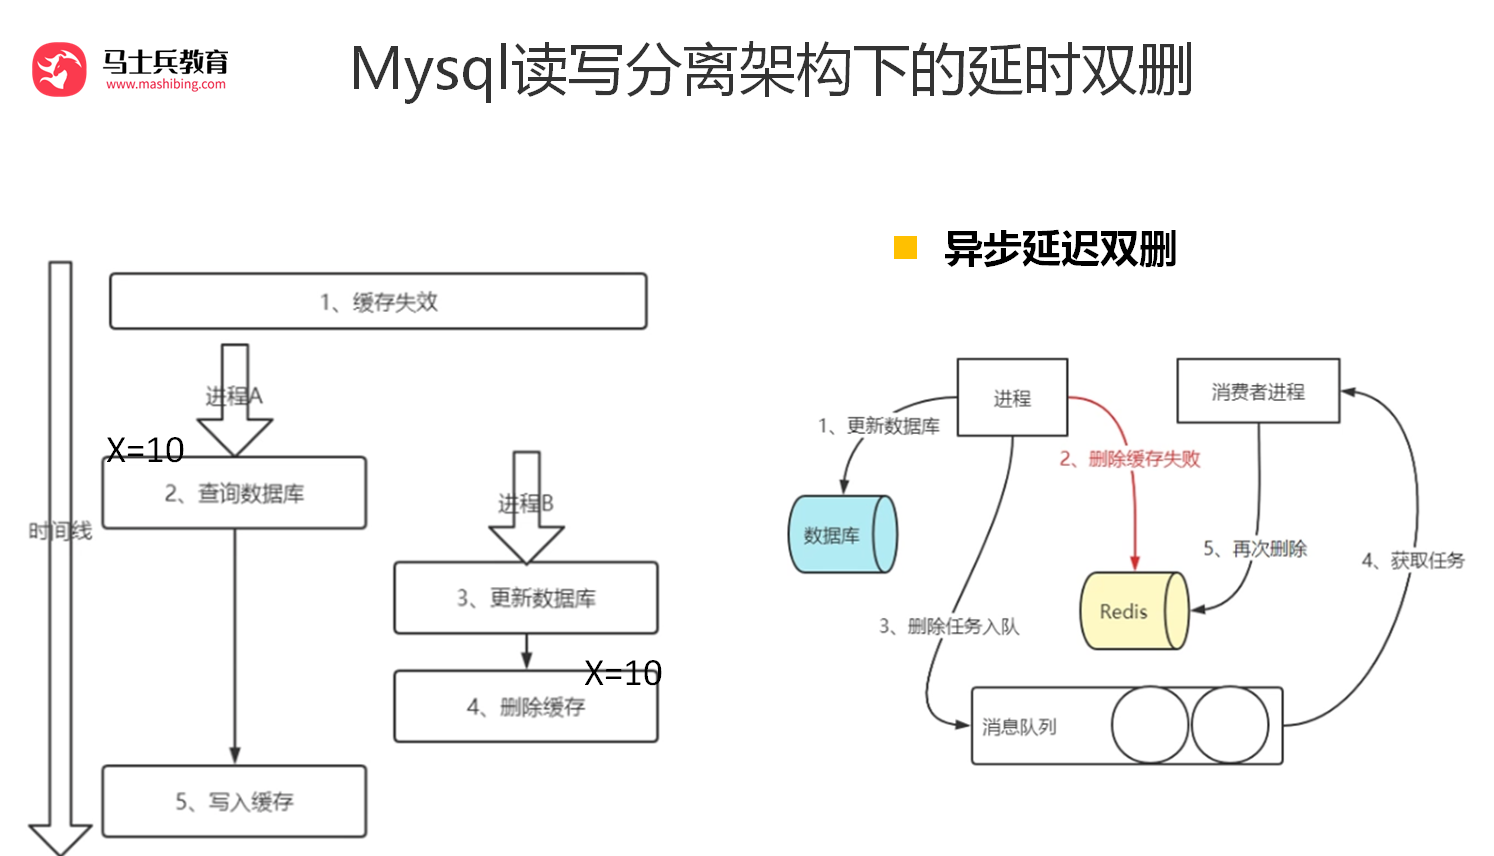 马士兵教育
www.mashibing.com
Mysql读写分离架构下的延时双删
1、缓存失效
进程A
X=10
2、查询数据库
时间线
进程B
3、更新数据库
X=10
4、删除缓存
5、写入缓存
异步延迟双删
进程
消费者进程
1、更新数据库
2、删除缓存失败
数据库
5、再次删除
4、获取任务
Redis
3、删除任务入队
消息队列